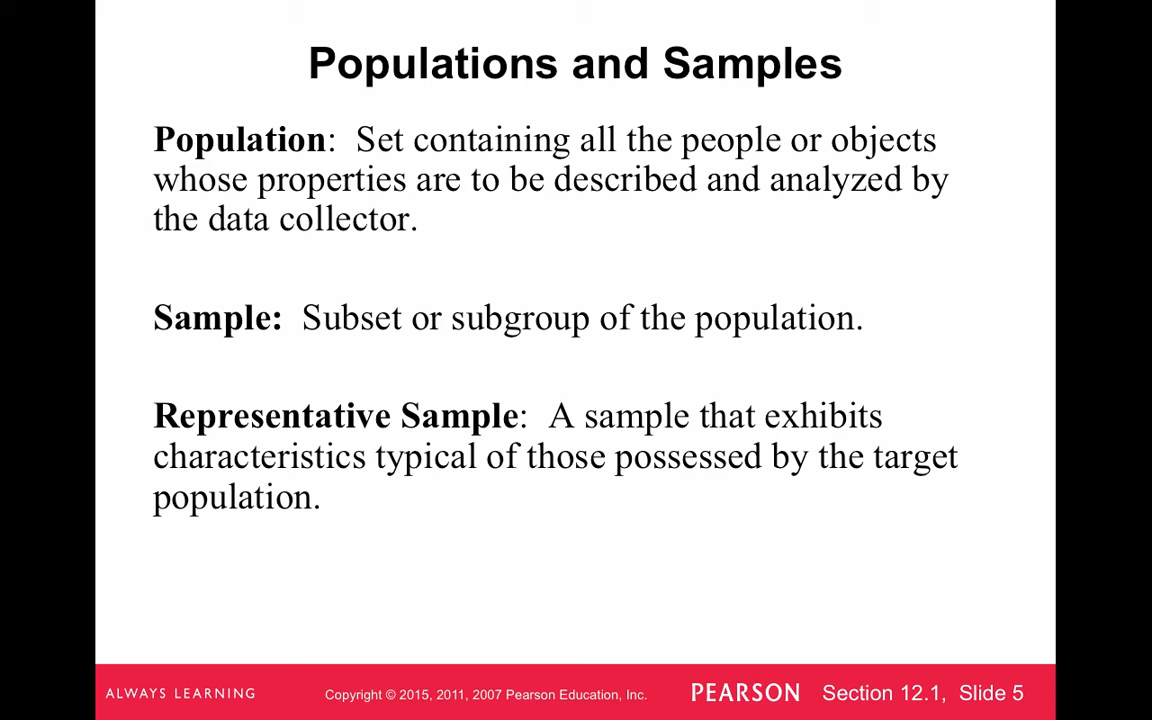 Populations and Samples
Population: Set containing all the people or objects
whose properties are to be described and analyzed by
the data collector.
Sample: Subset or subgroup of the population.
Representative Sample: A sample that exhibits
characteristics typical of those possessed by the target
population.
ALWAYS LEARNING Copyright © 2015, 2011, 2007 Pearson Education, Inc. PEARSON Section 12.1, Slide 5